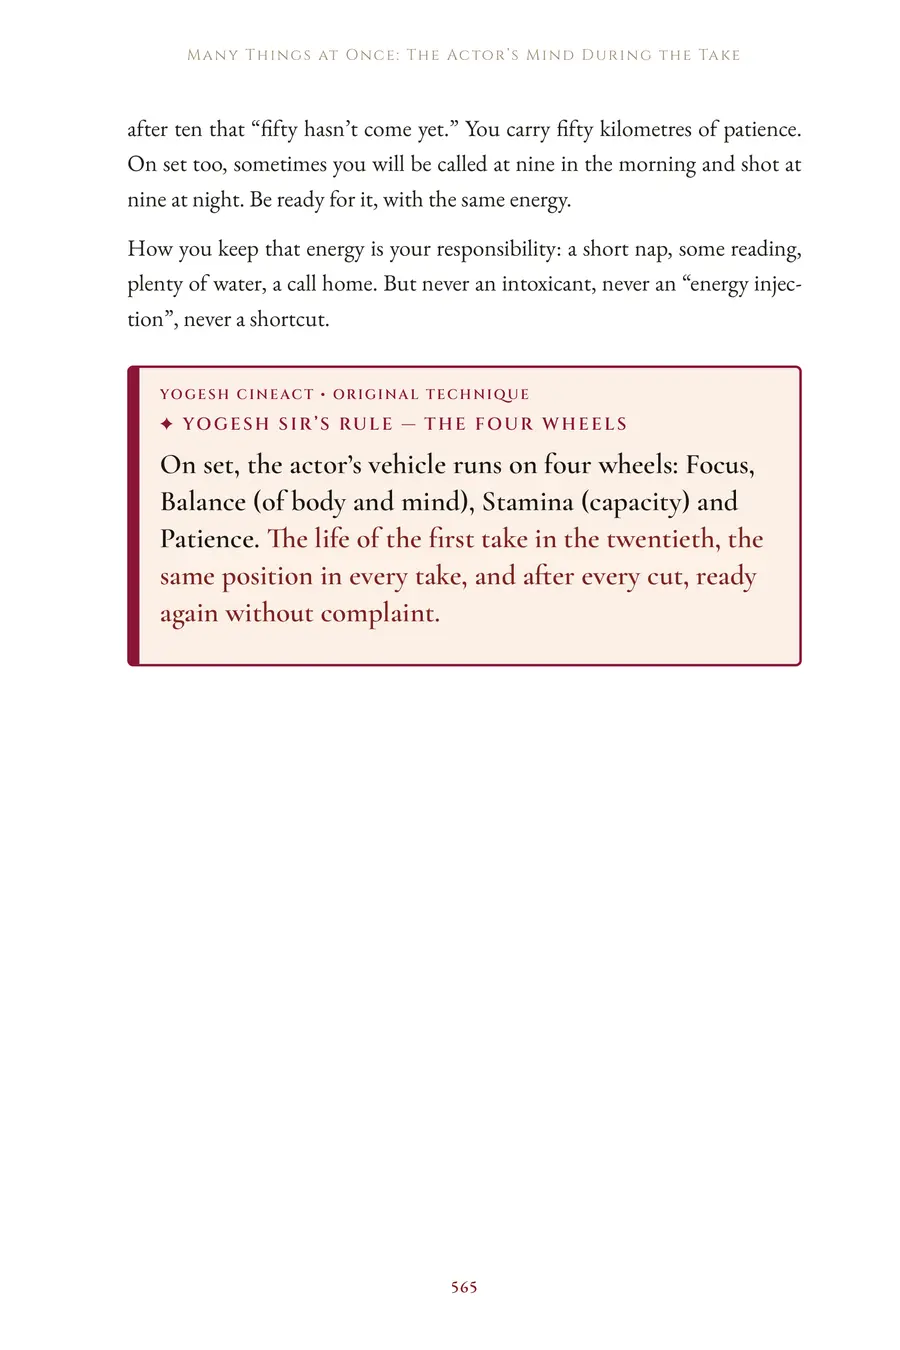 Many Things at Once: The Actor’s Mind During the Take
after ten that “fifty hasn’t come yet.” You carry fifty kilometres of patience.
On set too, sometimes you will be called at nine in the morning and shot at
nine at night. Be ready for it, with the same energy.
How you keep that energy is your responsibility: a short nap, some reading,
plenty of water, a call home. But never an intoxicant, never an “energy injec-
tion”, never a shortcut.
YOGESH CINEACT • ORIGINAL TECHNIQUE
✦ YOGESH SIR’S RULE — THE FOUR WHEELS
On set, the actor’s vehicle runs on four wheels: Focus,
Balance (of body and mind), Stamina (capacity) and
Patience. The life of the first take in the twentieth, the
same position in every take, and after every cut, ready
again without complaint.
565